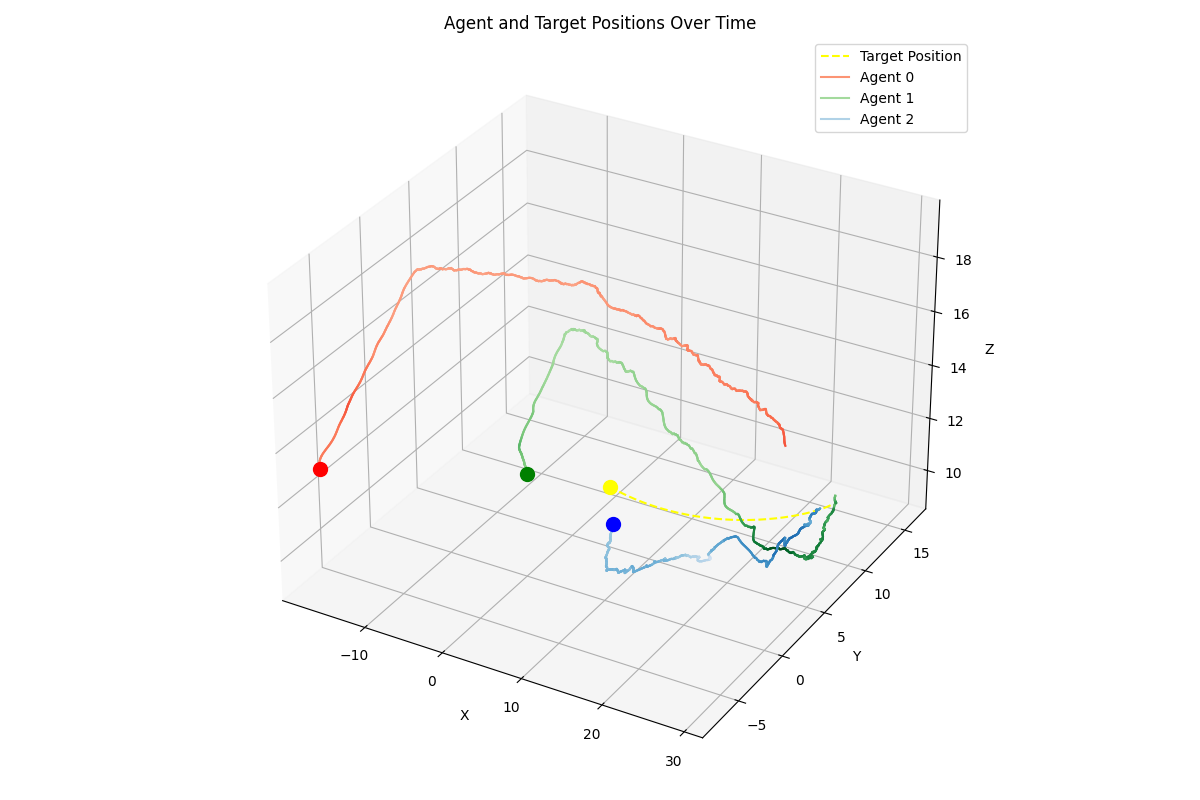 Agent and Target Positions Over Time
Target Position
Agent 0
Agent 1
Agent 2
18
16
Z
14
12
10
15
10
5
Y
0
−5
−10
0
X
10
20
30